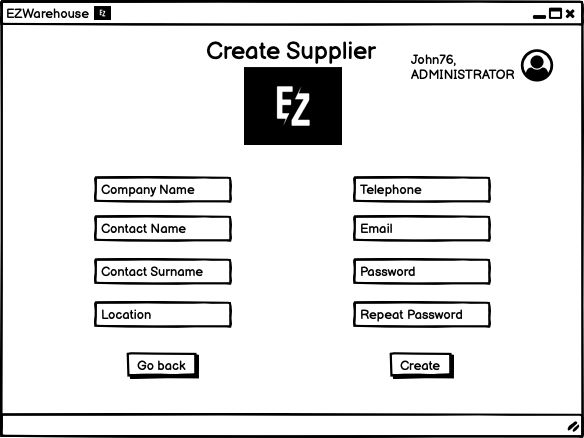 EZWarehouse EZ
Create Supplier
John76,
ADMINISTRATOR
EZ
Company Name
Telephone
Contact Name
Email
Contact Surname
Password
Location
Repeat Password
Go back
Create